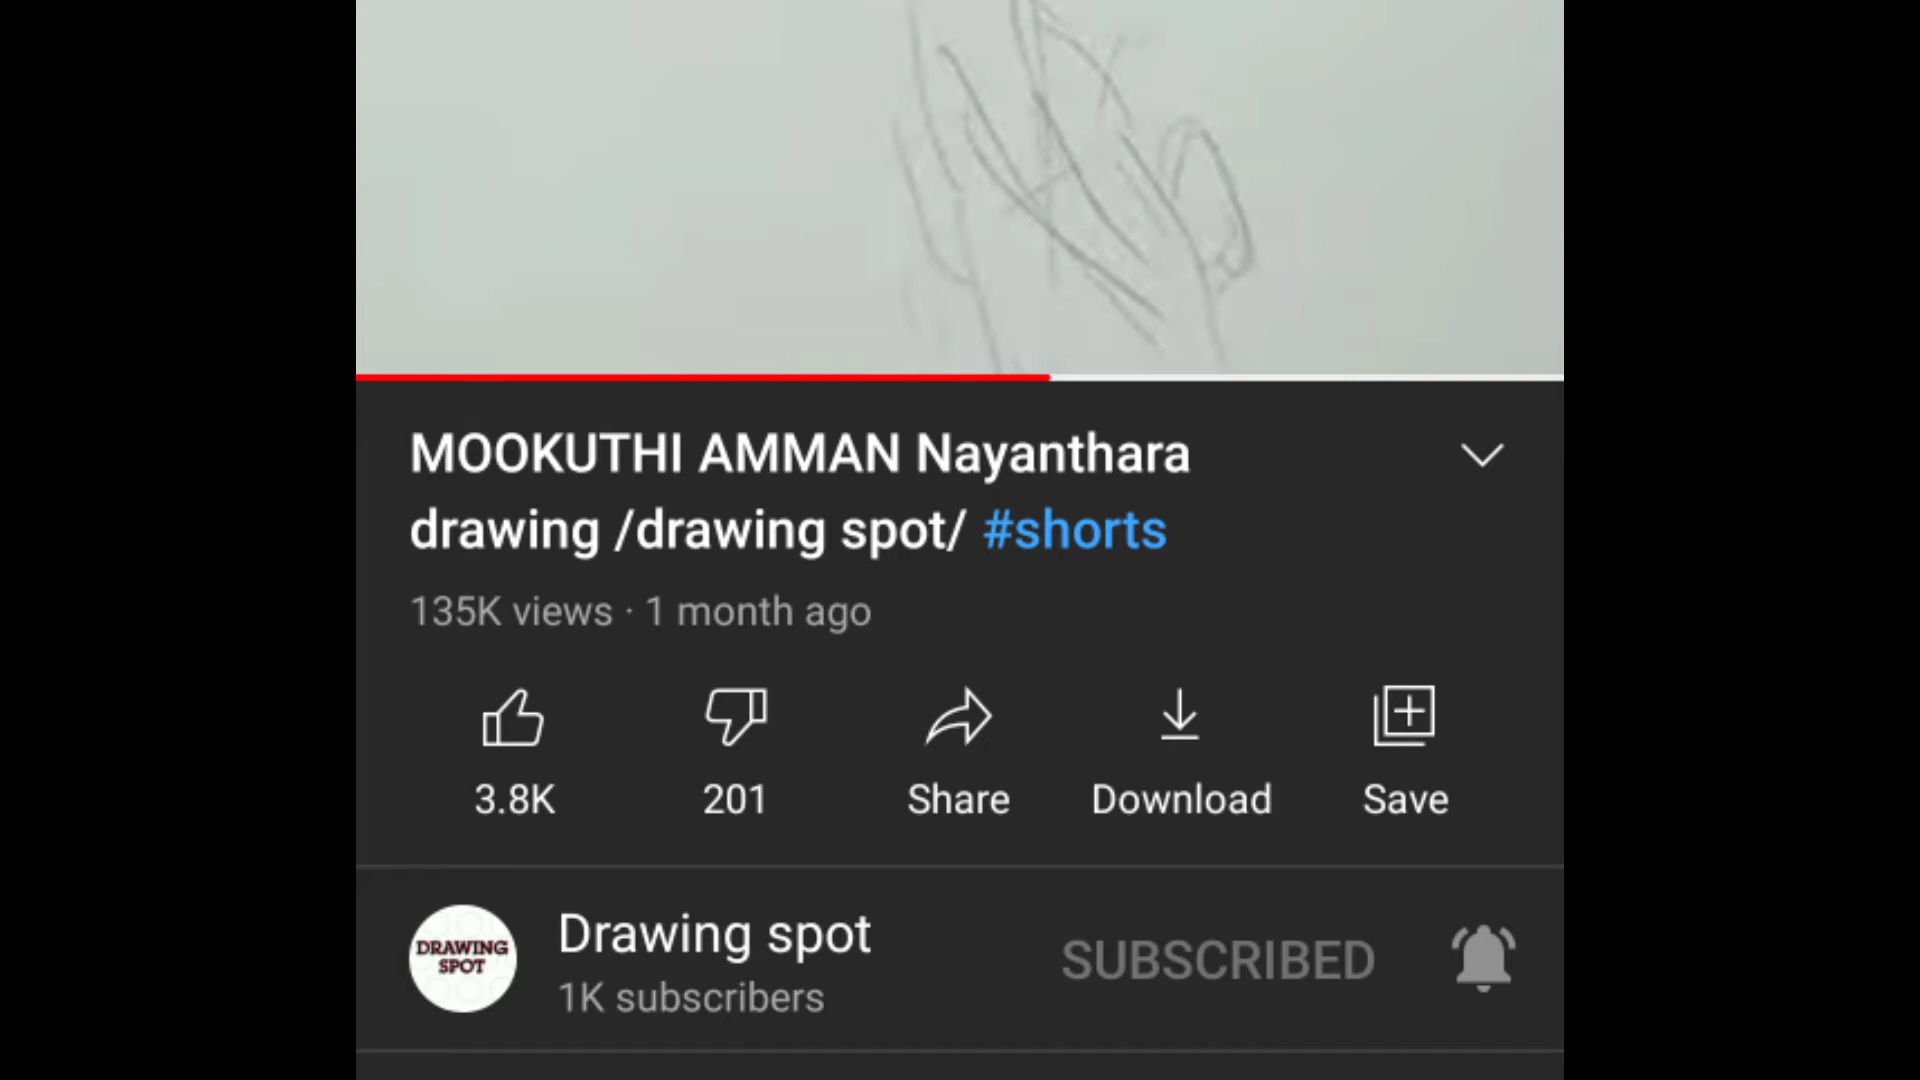 MOOKUTHI AMMAN Nayanthara
drawing /drawing spot/ #shorts
135K views · 1 month ago
3.8K 201 Share Download Save
DRAWING
SPOT
Drawing spot
1K subscribers
SUBSCRIBED